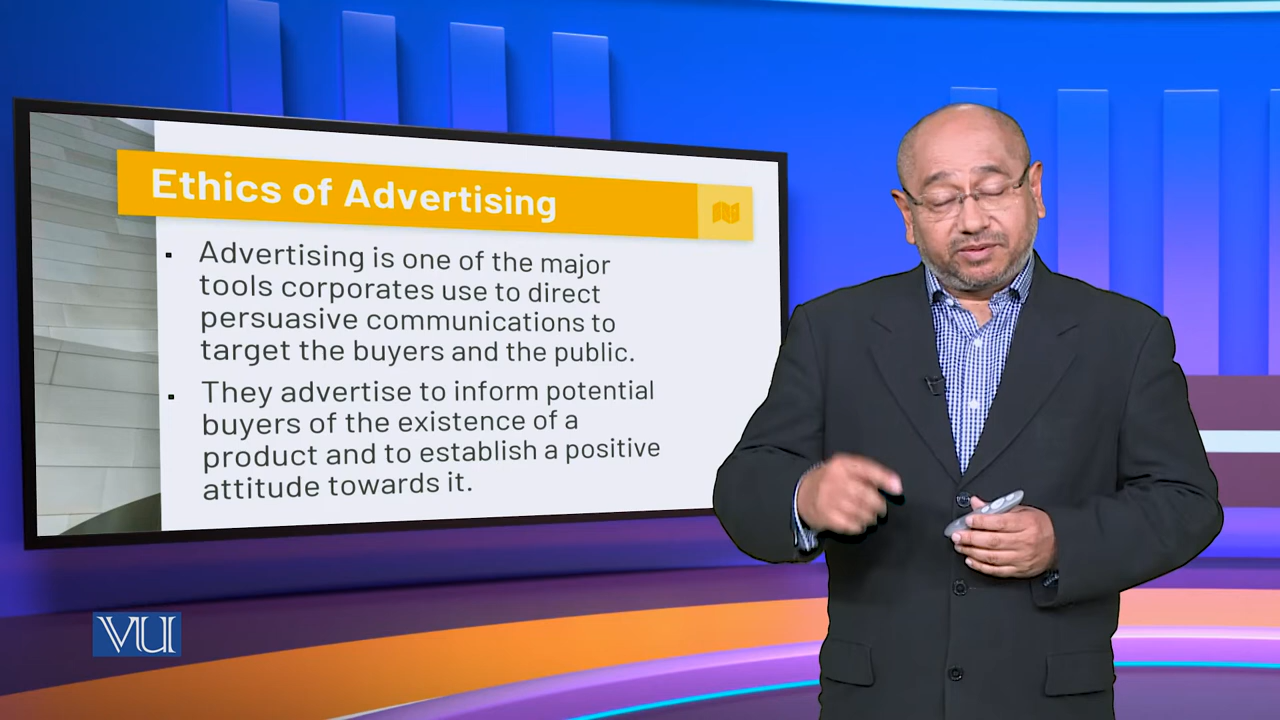 Ethics of Advertising
▪ Advertising is one of the major
tools corporates use to direct
persuasive communications to
target the buyers and the public.
▪ They advertise to inform potential
buyers of the existence of a
product and to establish a positive
attitude towards it.
VU